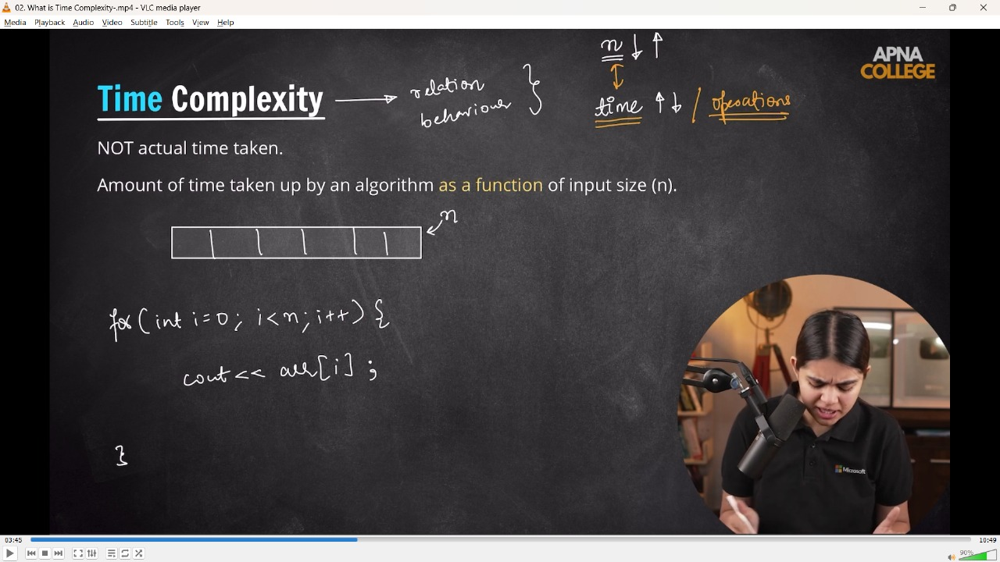 02. What is Time Complexity-.mp4 - VLC media player
Media Playback Audio Video Subtitle Tools View Help
n ↓ ↑
APNA
COLLEGE
Time Complexity → relation
behaviour }
time ↑ ↓ / operations
NOT actual time taken.
Amount of time taken up by an algorithm as a function of input size (n).
n
for(int i=0; i<n; i++) {
cout<< arr[i] ;
}
Microsoft
03:45
10:49
90%